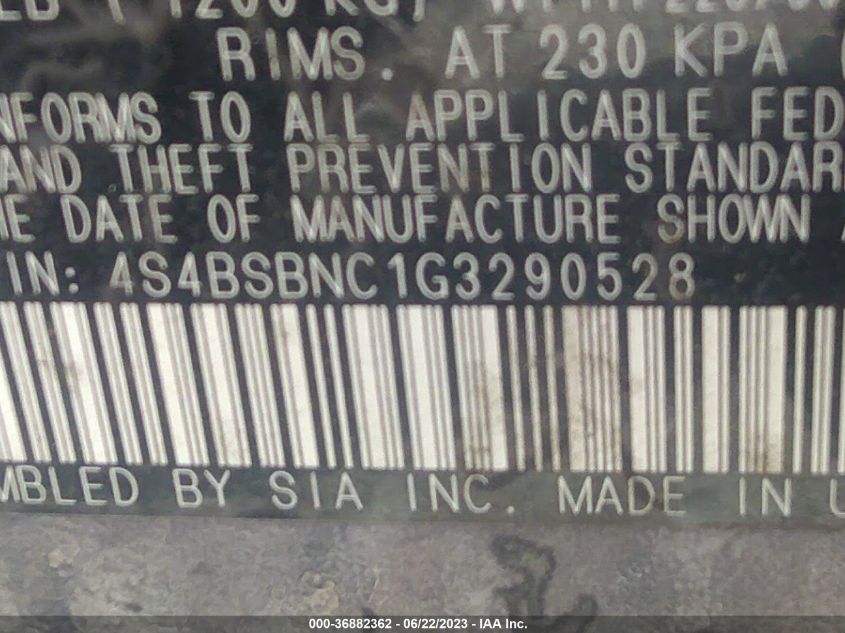 RIMS. AT 230 KPA
NFORMS TO ALL APPLICABLE FED
AND THEFT PREVENTION STANDAR
E DATE OF MANUFACTURE SHOWN
IN: 4S4BSBNC1G3290528
MBLED BY SIA INC. MADE IN U
000-36882362 - 06/22/2023 - IAA Inc.